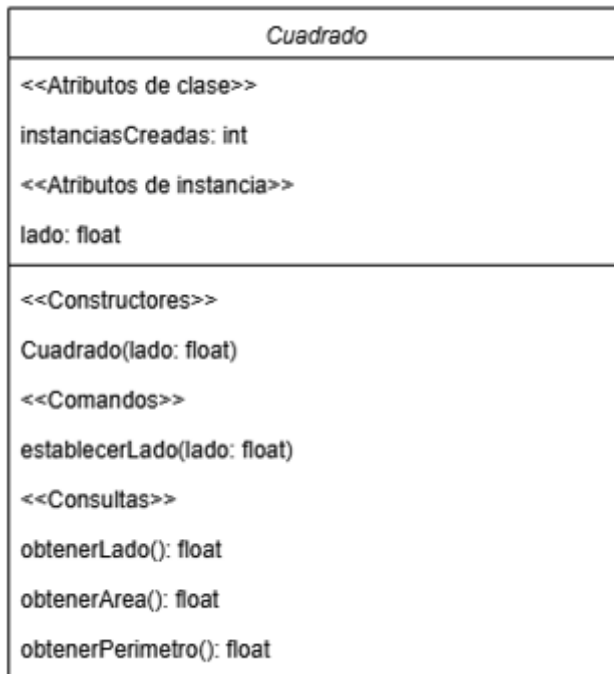 Cuadrado
<<Atributos de clase>>
instanciasCreadas: int
<<Atributos de instancia>>
lado: float
<<Constructores>>
Cuadrado(lado: float)
<<Comandos>>
establecerLado(lado: float)
<<Consultas>>
obtenerLado(): float
obtenerArea(): float
obtenerPerimetro(): float